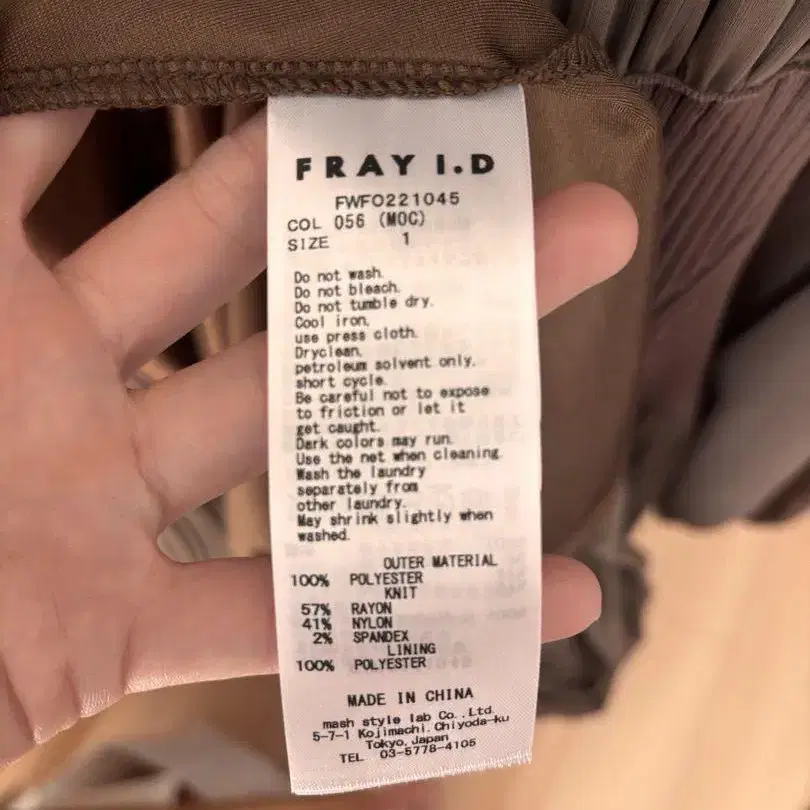 FRAY I.D
FWFO221045
COL 056 (MOC)
SIZE 1
Do not wash.
Do not bleach.
Do not tumble dry.
Cool iron,
use press cloth.
Dryclean,
petroleum solvent only.
short cycle.
Be careful not to expose
to friction or let it
get caught.
Dark colors may run.
Use the net when cleaning.
Wash the laundry
separately from
other laundry.
May shrink slightly when
washed.
OUTER MATERIAL
100% POLYESTER
KNIT
57% RAYON
41% NYLON
2% SPANDEX
LINING
100% POLYESTER
MADE IN CHINA
mash style lab Co.,Ltd.
5-7-1 Kojimachi.Chiyoda-ku
Tokyo.Japan
TEL 03-5778-4105